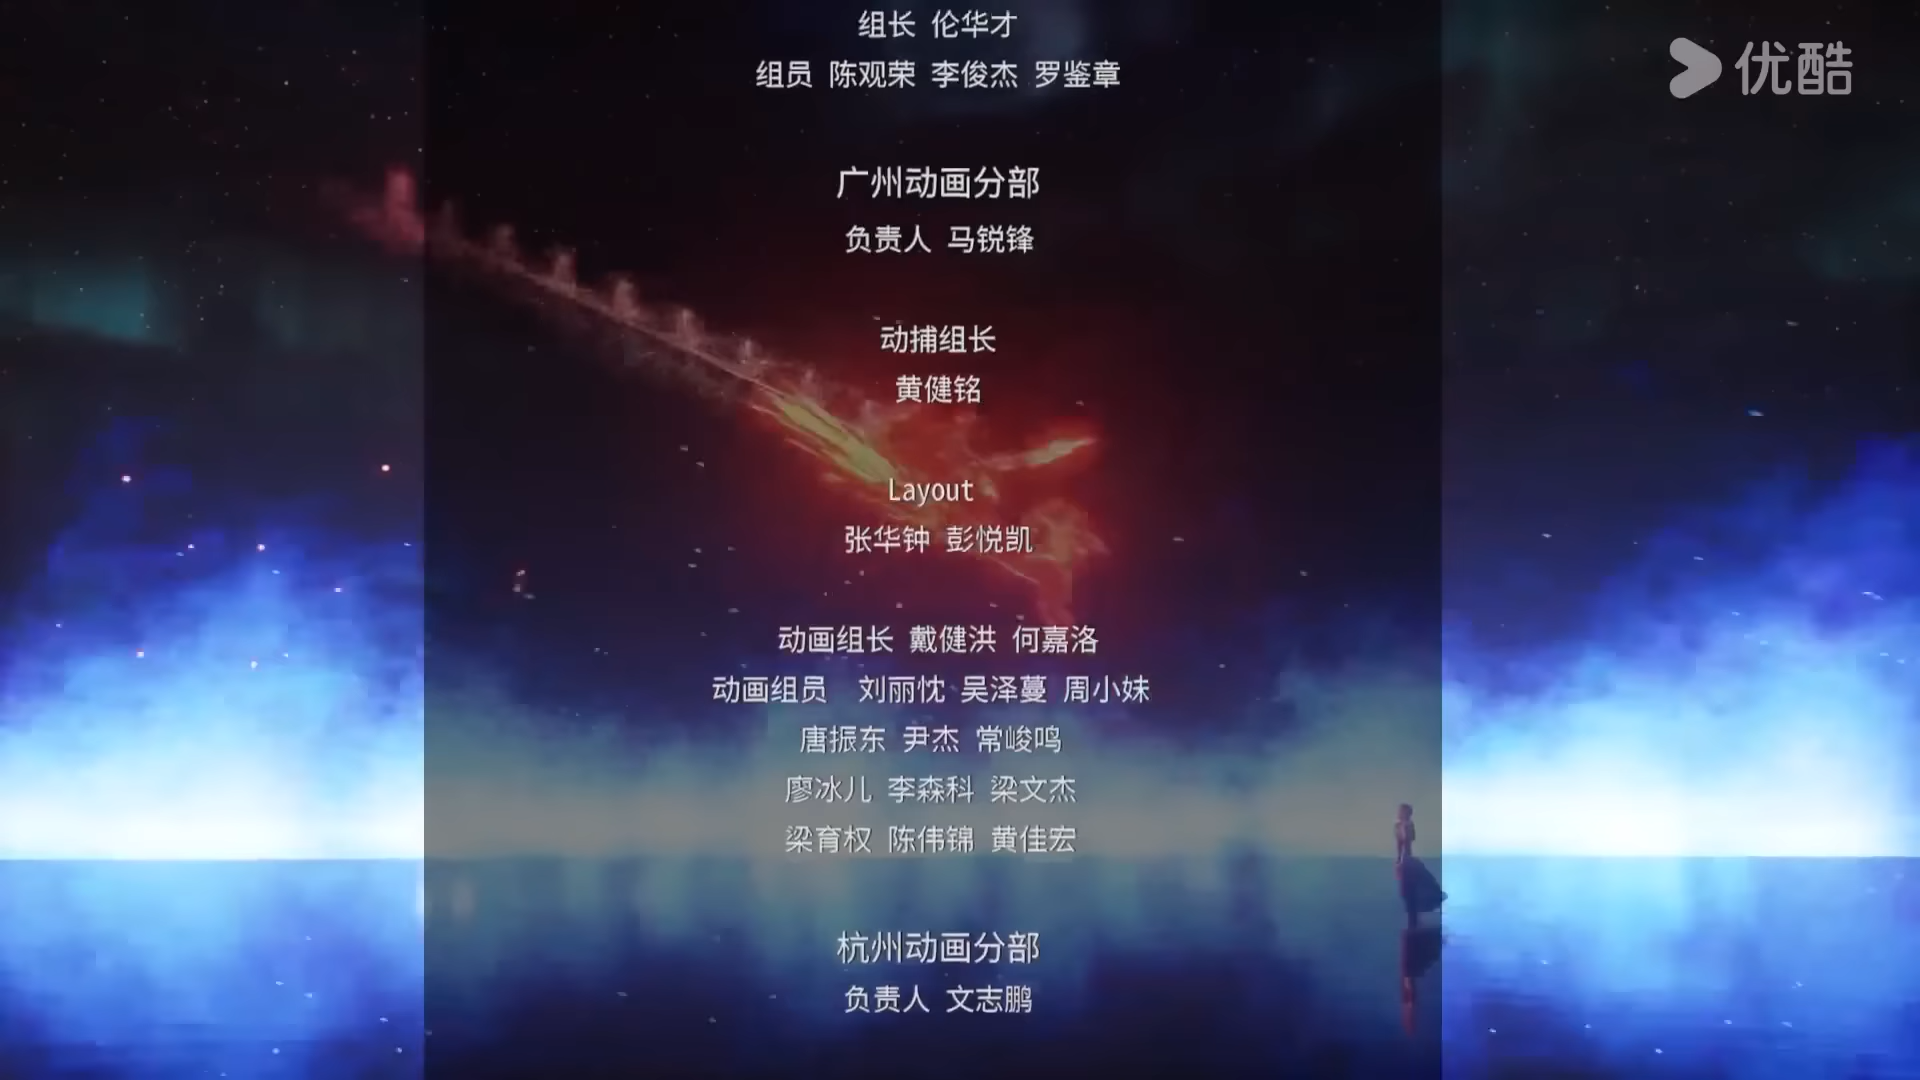 组长 伦华才
组员 陈观荣 李俊杰 罗鉴章
优酷
广州动画分部
负责人 马锐锋
动捕组长
黄健铭
Layout
张华钟 彭悦凯
动画组长 戴健洪 何嘉洛
动画组员 刘丽忱 吴泽蔓 周小妹
唐振东 尹杰 常峻鸣
廖冰儿 李森科 梁文杰
梁育权 陈伟锦 黄佳宏
杭州动画分部
负责人 文志鹏